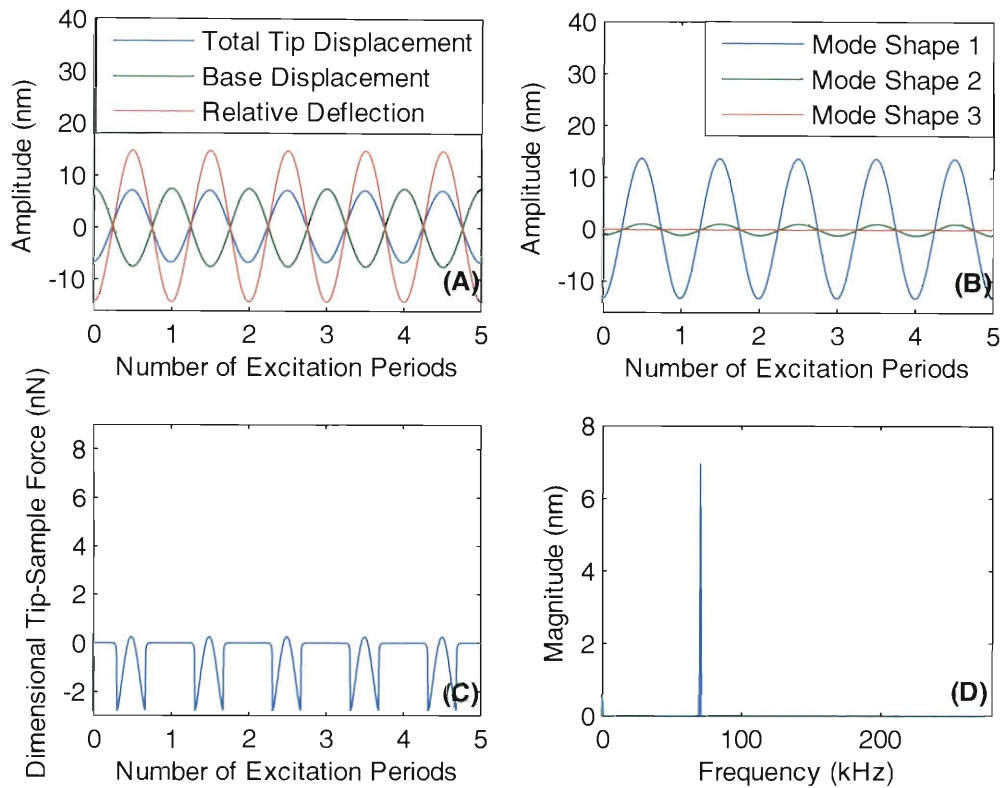 40
30
20
10
0
-10
Amplitude (nm)
Total Tip Displacement
Base Displacement
Relative Deflection
(A)
0 1 2 3 4 5
Number of Excitation Periods
40
30
20
10
0
-10
Amplitude (nm)
Mode Shape 1
Mode Shape 2
Mode Shape 3
(B)
0 1 2 3 4 5
Number of Excitation Periods
8
6
4
2
0
-2
Dimensional Tip-Sample Force (nN)
(C)
0 1 2 3 4 5
Number of Excitation Periods
8
6
4
2
0
Magnitude (nm)
(D)
0 100 200
Frequency (kHz)